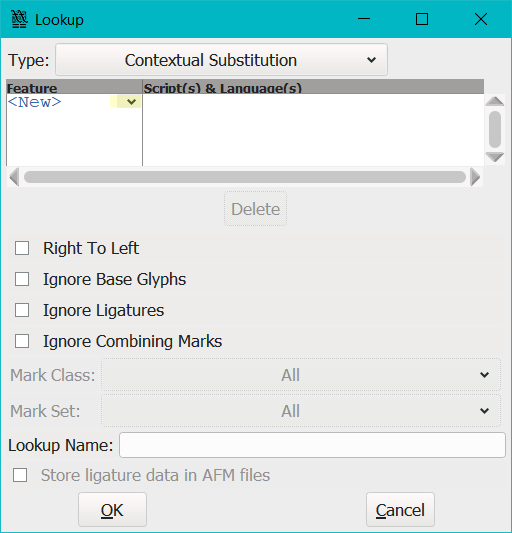 Lookup
Type: Contextual Substitution
Feature Script(s) & Language(s)
<New>
Delete
Right To Left
Ignore Base Glyphs
Ignore Ligatures
Ignore Combining Marks
Mark Class: All
Mark Set: All
Lookup Name:
Store ligature data in AFM files
OK Cancel